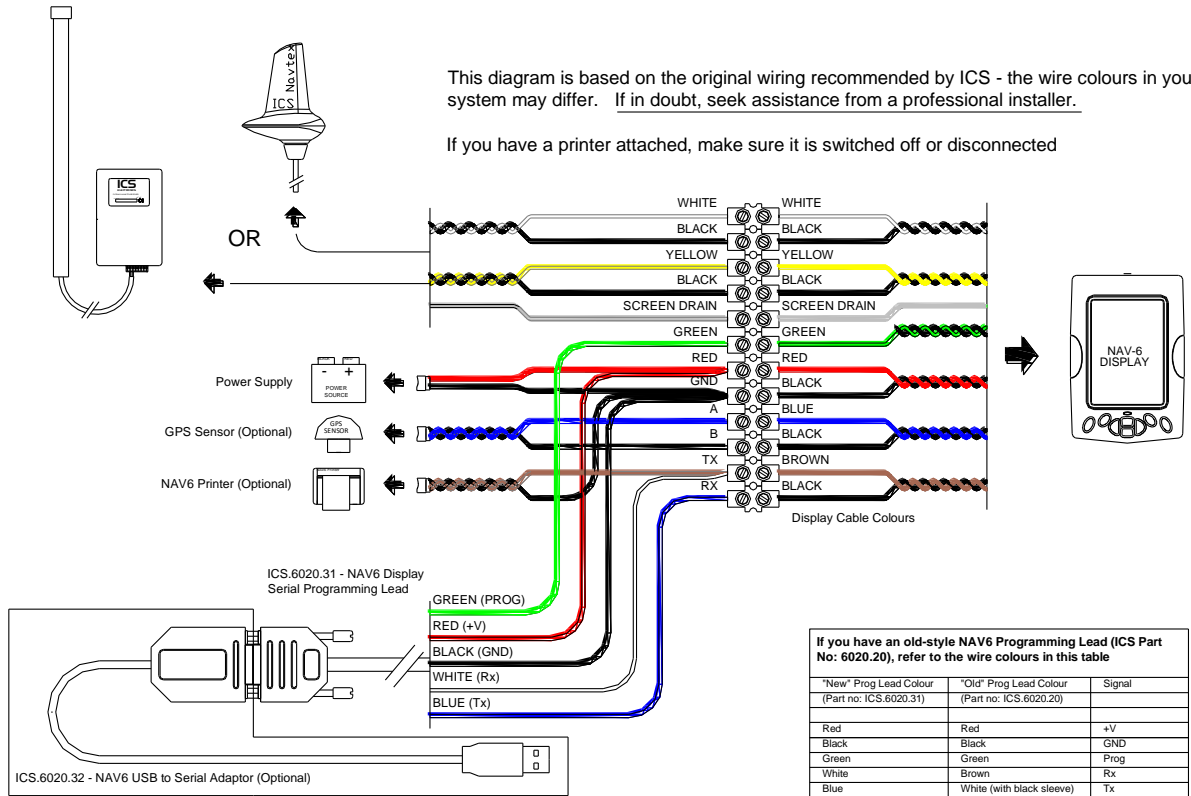 This diagram is based on the original wiring recommended by ICS - the wire colours in you
system may differ. If in doubt, seek assistance from a professional installer.
If you have a printer attached, make sure it is switched off or disconnected
Navtex
ICS
ICS
OR
WHITE
WHITE
BLACK
BLACK
YELLOW
YELLOW
BLACK
BLACK
SCREEN DRAIN
SCREEN DRAIN
GREEN
GREEN
RED
RED
GND
BLACK
A
BLUE
B
BLACK
TX
BROWN
RX
BLACK
Display Cable Colours
NAV-6
DISPLAY
Power Supply
- +
POWER
SOURCE
GPS Sensor (Optional)
GPS
SENSOR
NAV6 Printer (Optional)
ICS.6020.31 - NAV6 Display
Serial Programming Lead
GREEN (PROG)
RED (+V)
BLACK (GND)
WHITE (Rx)
BLUE (Tx)
ICS.6020.32 - NAV6 USB to Serial Adaptor (Optional)
If you have an old-style NAV6 Programming Lead (ICS Part
No: 6020.20), refer to the wire colours in this table
"New" Prog Lead Colour "Old" Prog Lead Colour Signal
(Part no: ICS.6020.31) (Part no: ICS.6020.20)
Red Red +V
Black Black GND
Green Green Prog
White Brown Rx
Blue White (with black sleeve) Tx